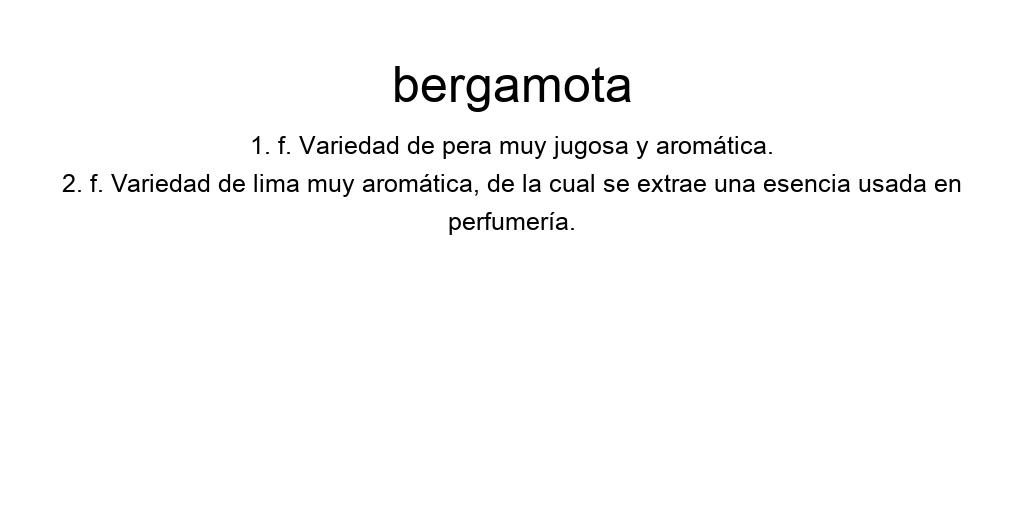 bergamota
1. f. Variedad de pera muy jugosa y aromática.
2. f. Variedad de lima muy aromática, de la cual se extrae una esencia usada en
perfumería.